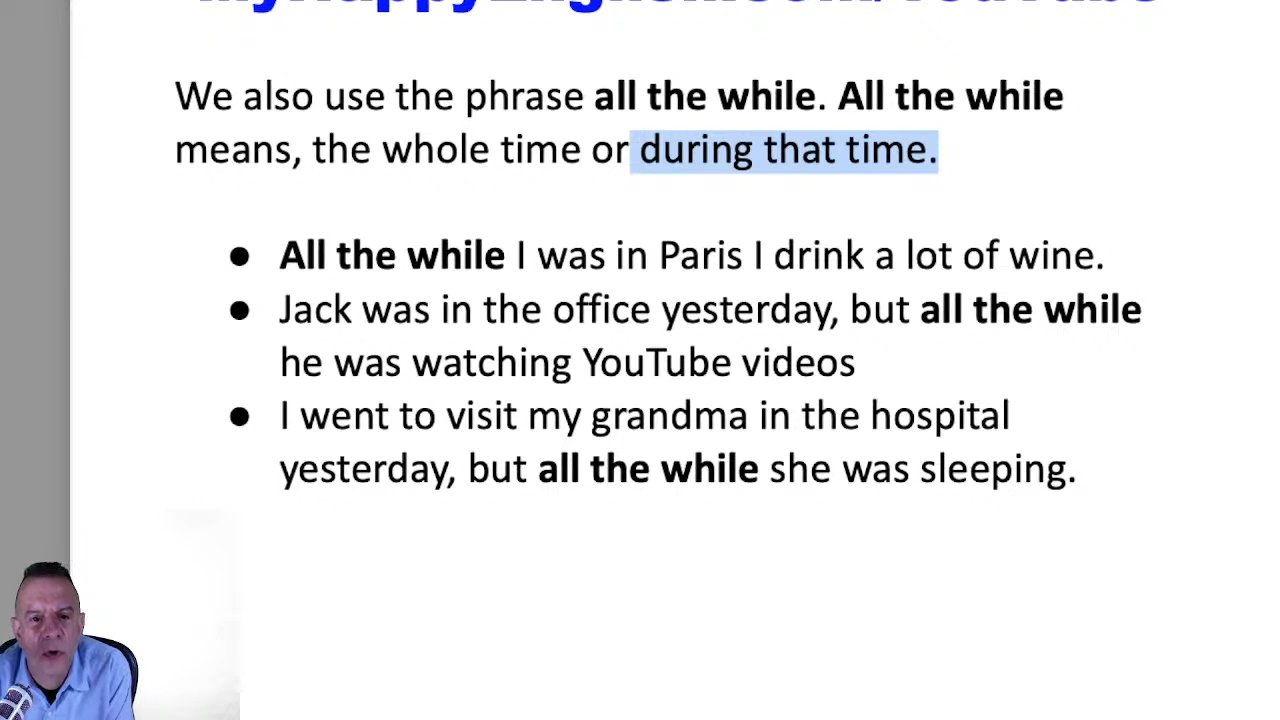 MyHappyEnglish.com/YouTube
We also use the phrase all the while. All the while
means, the whole time or during that time.
● All the while I was in Paris I drink a lot of wine.
● Jack was in the office yesterday, but all the while
he was watching YouTube videos
● I went to visit my grandma in the hospital
yesterday, but all the while she was sleeping.